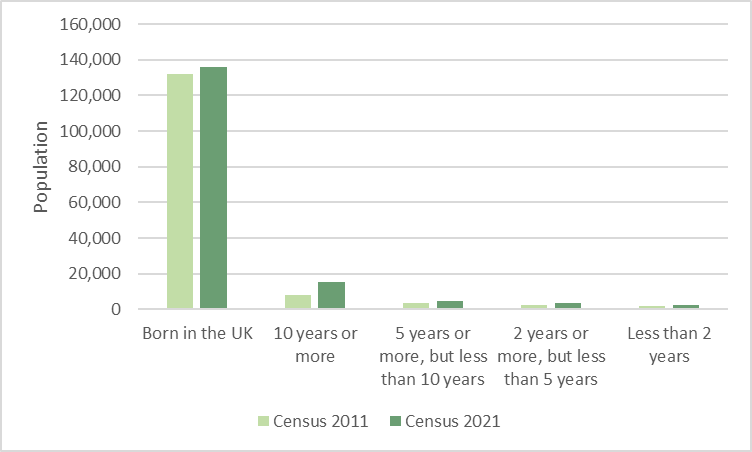 160,000
140,000
120,000
100,000
80,000
60,000
40,000
20,000
0
Population
Born in the UK
10 years or
more
5 years or
more, but less
than 10 years
2 years or
more, but less
than 5 years
Less than 2
years
Census 2011
Census 2021